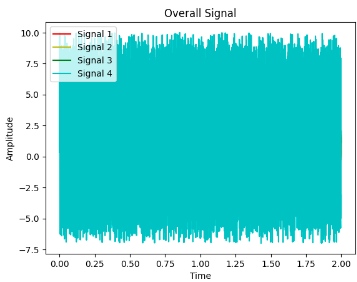 Overall Signal
Signal 1
Signal 2
Signal 3
Signal 4
Amplitude
10.0
7.5
5.0
2.5
0.0
−2.5
−5.0
−7.5
0.00 0.25 0.50 0.75 1.00 1.25 1.50 1.75 2.00
Time